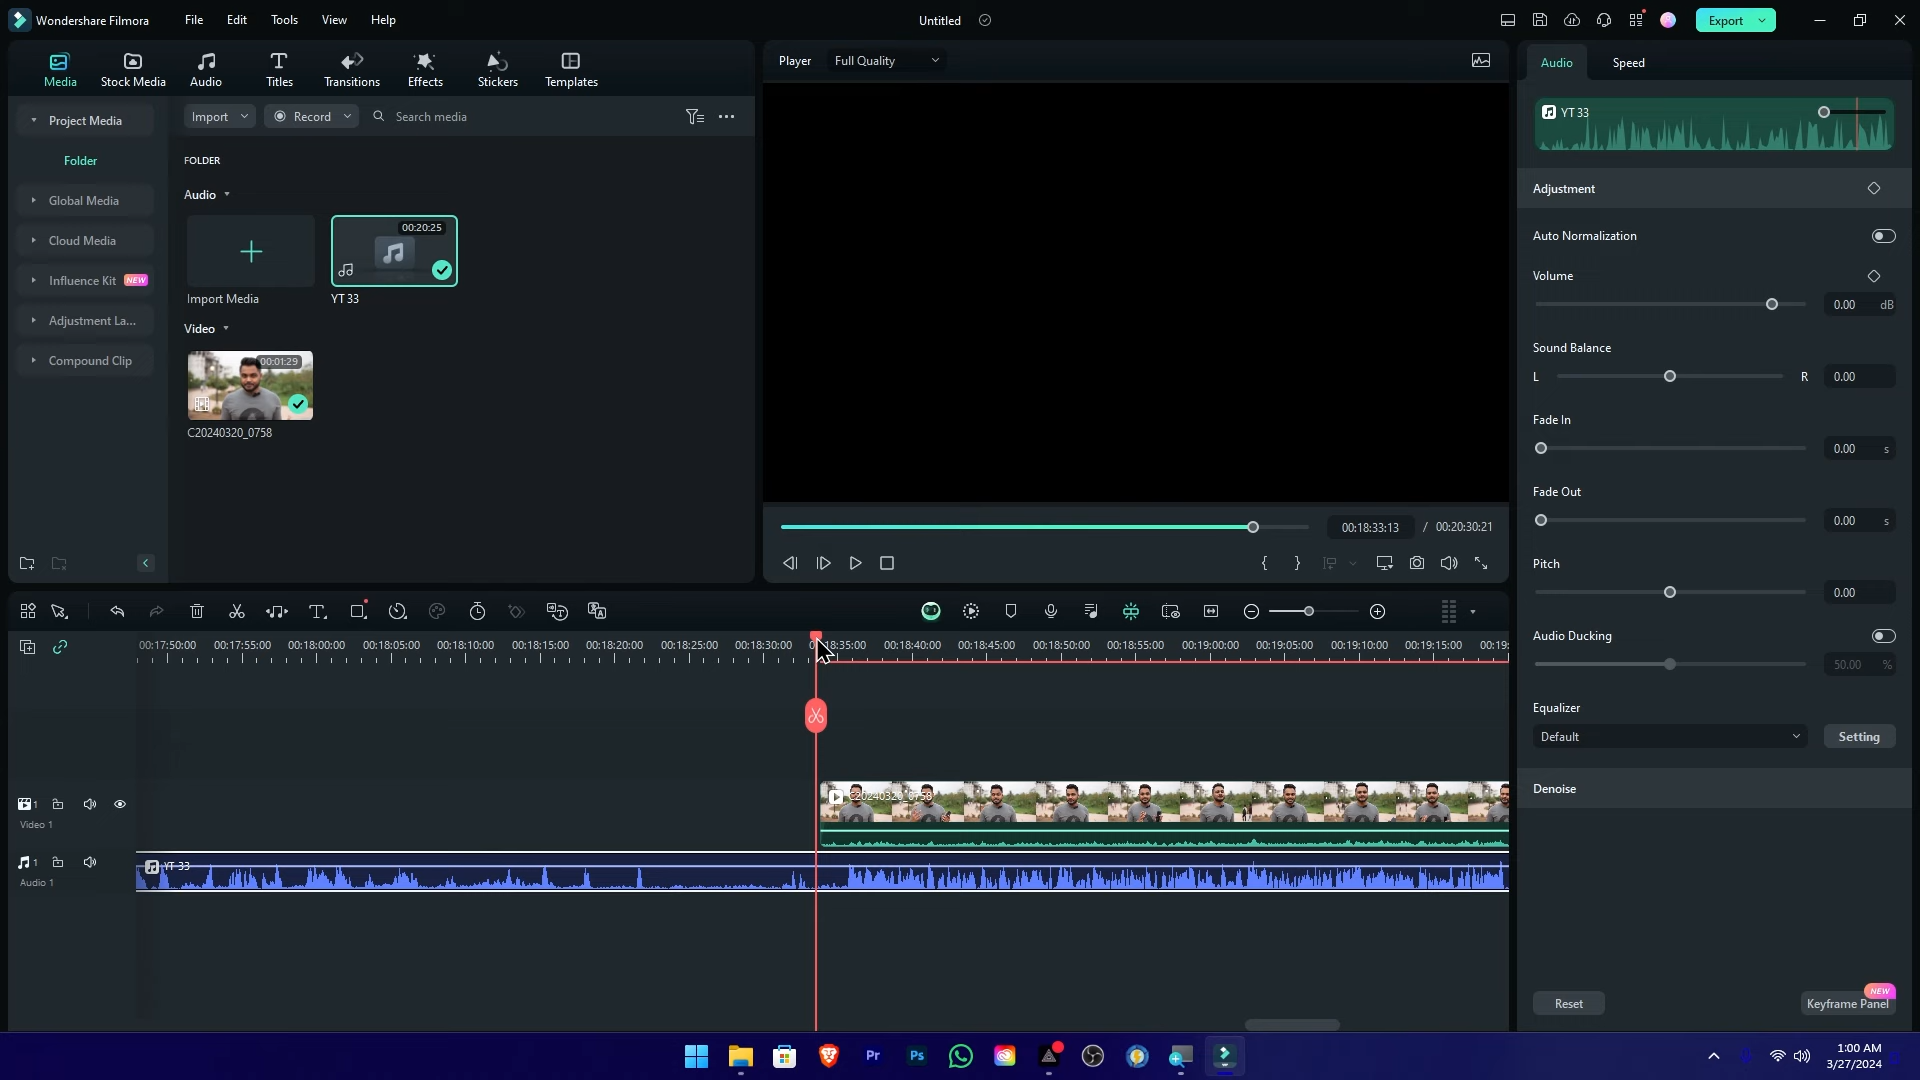 Wondershare Filmora
File
Edit
Tools
View
Help
Untitled
Export
Media
Stock Media
Audio
Titles
Transitions
Effects
Stickers
Templates
Player
Full Quality
Audio
Speed
Project Media
Folder
Global Media
Cloud Media
Influence Kit NEW
Adjustment La...
Compound Clip
Import
Record
Search media
FOLDER
Audio
00:20:25
Import Media
YT 33
Video
00:01:29
C20240320_0758
00:18:33:13 / 00:20:30:21
YT 33
Adjustment
Auto Normalization
Volume
0.00 dB
Sound Balance
L R 0.00
Fade In
0.00 s
Fade Out
0.00 s
Pitch
0.00
Audio Ducking
50.00 %
Equalizer
Default
Setting
Denoise
Reset
NEW
Keyframe Panel
00:17:50:00 00:17:55:00 00:18:00:00 00:18:05:00 00:18:10:00 00:18:15:00 00:18:20:00 00:18:25:00 00:18:30:00 00:18:35:00 00:18:40:00 00:18:45:00 00:18:50:00 00:18:55:00 00:19:00:00 00:19:05:00 00:19:10:00 00:19:15:00 00:19:
1
Video 1
C20240320_0758
1
Audio 1
YT 33
Pr
Ps
1:00 AM
3/27/2024